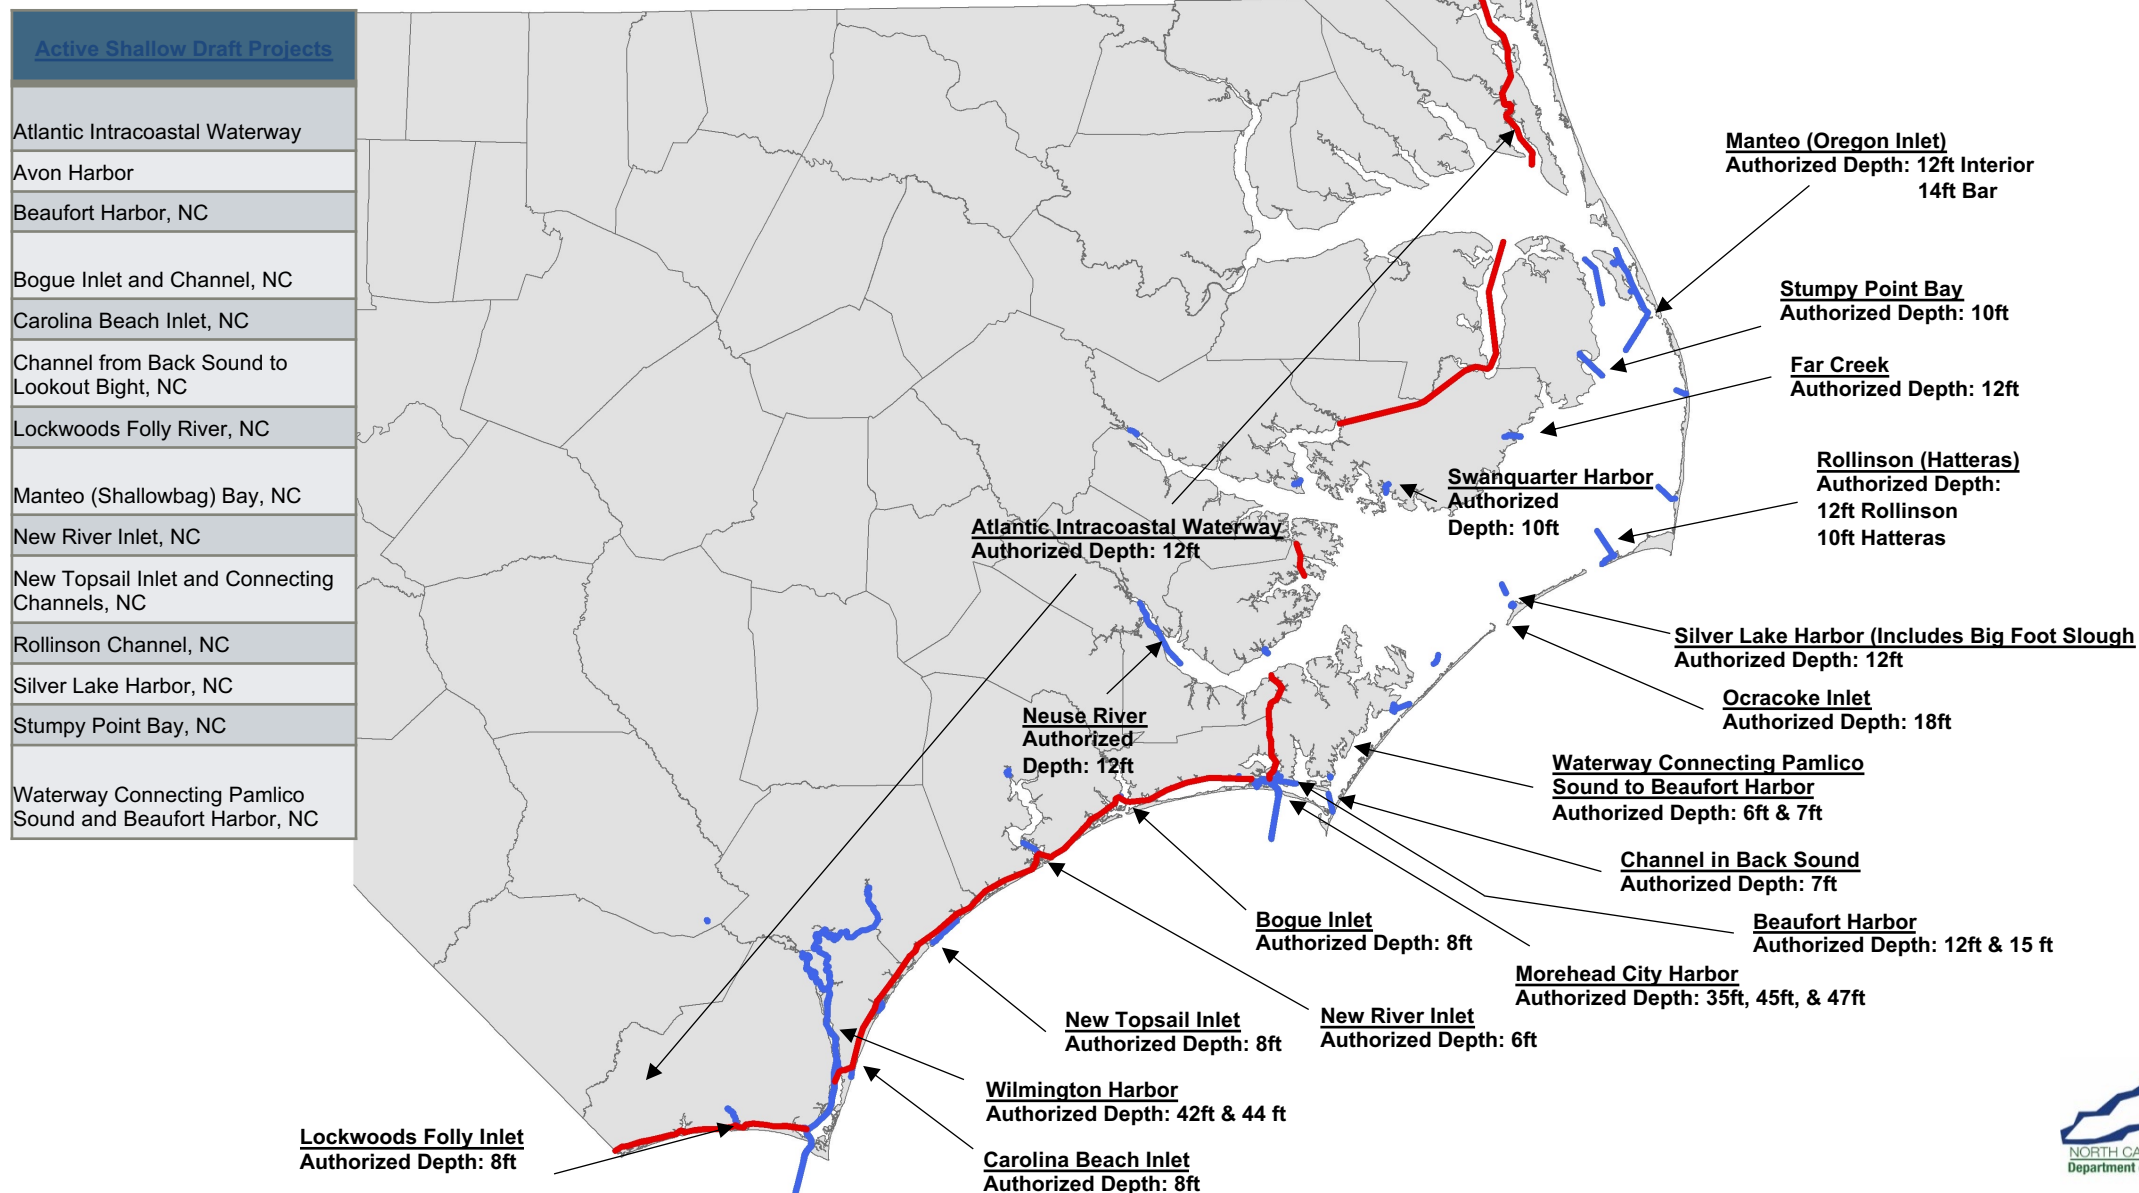 Active Shallow Draft Projects
Atlantic Intracoastal Waterway
Avon Harbor
Beaufort Harbor, NC
Bogue Inlet and Channel, NC
Carolina Beach Inlet, NC
Channel from Back Sound to
Lookout Bight, NC
Lockwoods Folly River, NC
Manteo (Shallowbag) Bay, NC
New River Inlet, NC
New Topsail Inlet and Connecting
Channels, NC
Rollinson Channel, NC
Silver Lake Harbor, NC
Stumpy Point Bay, NC
Waterway Connecting Pamlico
Sound and Beaufort Harbor, NC
Manteo (Oregon Inlet)
Authorized Depth: 12ft Interior
14ft Bar
Stumpy Point Bay
Authorized Depth: 10ft
Far Creek
Authorized Depth: 12ft
Rollinson (Hatteras)
Authorized Depth:
12ft Rollinson
10ft Hatteras
Swanquarter Harbor
Authorized
Depth: 10ft
Atlantic Intracoastal Waterway
Authorized Depth: 12ft
Silver Lake Harbor (Includes Big Foot Slough
Authorized Depth: 12ft
Ocracoke Inlet
Authorized Depth: 18ft
Neuse River
Authorized
Depth: 12ft
Waterway Connecting Pamlico
Sound to Beaufort Harbor
Authorized Depth: 6ft & 7ft
Channel in Back Sound
Authorized Depth: 7ft
Beaufort Harbor
Authorized Depth: 12ft & 15 ft
Bogue Inlet
Authorized Depth: 8ft
Morehead City Harbor
Authorized Depth: 35ft, 45ft, & 47ft
New River Inlet
Authorized Depth: 6ft
New Topsail Inlet
Authorized Depth: 8ft
Wilmington Harbor
Authorized Depth: 42ft & 44 ft
Carolina Beach Inlet
Authorized Depth: 8ft
Lockwoods Folly Inlet
Authorized Depth: 8ft
NORTH CA
Department